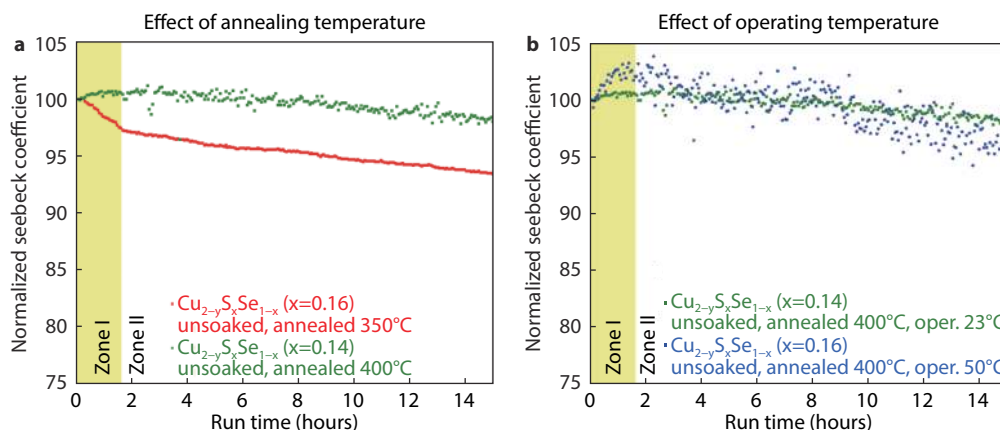 Effect of annealing temperature
a
105
100
95
90
85
80
75
Normalized seebeck coefficient
Zone I
Zone II
Cu2−ySxSe1−x (x=0.16)
unsoaked, annealed 350°C
Cu2−ySxSe1−x (x=0.14)
unsoaked, annealed 400°C
0 2 4 6 8 10 12 14
Run time (hours)
Effect of operating temperature
b
105
100
95
90
85
80
75
Normalized seebeck coefficient
Zone I
Zone II
Cu2−ySxSe1−x (x=0.14)
unsoaked, annealed 400°C, oper. 23°C
Cu2−ySxSe1−x (x=0.16)
unsoaked, annealed 400°C, oper. 50°C
0 2 4 6 8 10 12 14
Run time (hours)